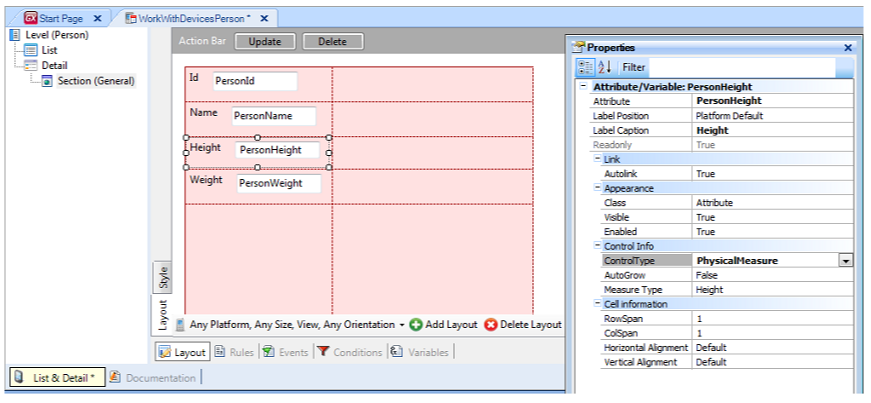 Start Page x WorkWithDevicesPerson * x
Level (Person)
List
Detail
Section (General)
Action Bar Update Delete
Id PersonId
Name PersonName
Height PersonHeight
Weight PersonWeight
Style
Layout
Any Platform, Any Size, View, Any Orientation Add Layout Delete Layout
Layout Rules Events Conditions Variables
List & Detail * Documentation
Properties x
Filter
Attribute/Variable: PersonHeight
Attribute PersonHeight
Label Position Platform Default
Label Caption Height
Readonly True
Link
Autolink True
Appearance
Class Attribute
Visible True
Enabled True
Control Info
ControlType PhysicalMeasure
AutoGrow False
Measure Type Height
Cell information
RowSpan 1
ColSpan 1
Horizontal Alignment Default
Vertical Alignment Default